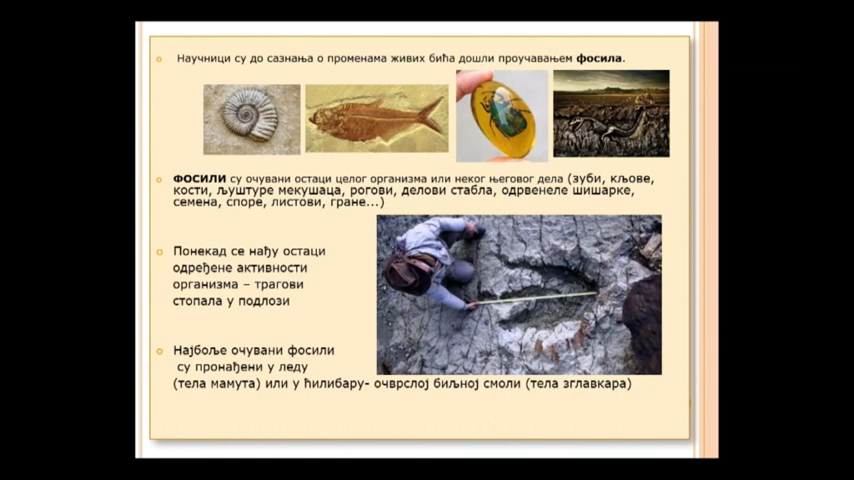 Научници су до сазнања о променама живих бића дошли проучавањем фосила.
ФОСИЛИ су очувани остаци целог организма или неког његовог дела (зуби, кљове,
кости, љуштуре мекушаца, рогови, делови стабла, одрвенеле шишарке,
семена, споре, листови, гране...)
Понекад се нађу остаци
одређене активности
организма – трагови
стопала у подлози
Најбоље очувани фосили
су пронађени у леду
(тела мамута) или у ћилибару- очврслој биљној смоли (тела зглавкара)